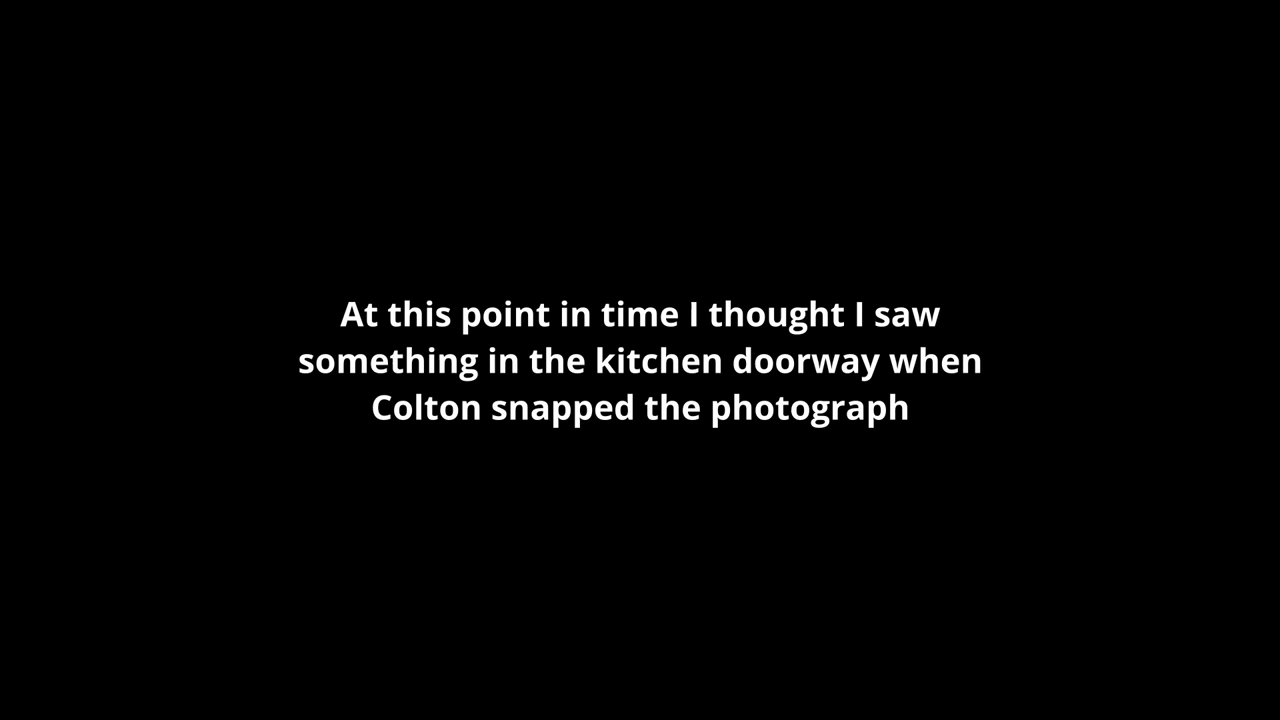 At this point in time I thought I saw
something in the kitchen doorway when
Colton snapped the photograph